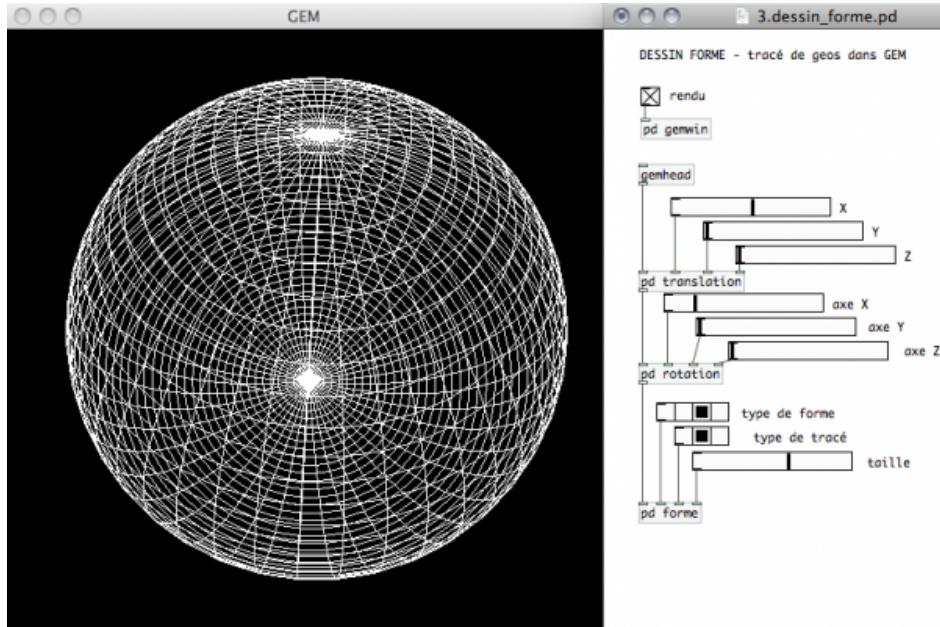 GEM
3.dessin_forme.pd
DESSIN FORME - tracé de geos dans GEM
rendu
pd gemwin
gemhead
X
Y
Z
pd translation
axe X
axe Y
axe Z
pd rotation
type de forme
type de tracé
taille
pd forme